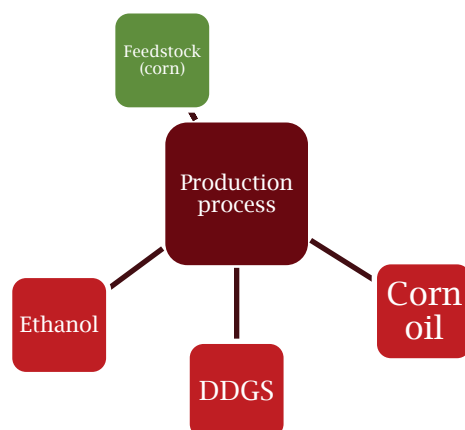 Feedstock
(corn)
Production
process
Ethanol
DDGS
Corn
oil